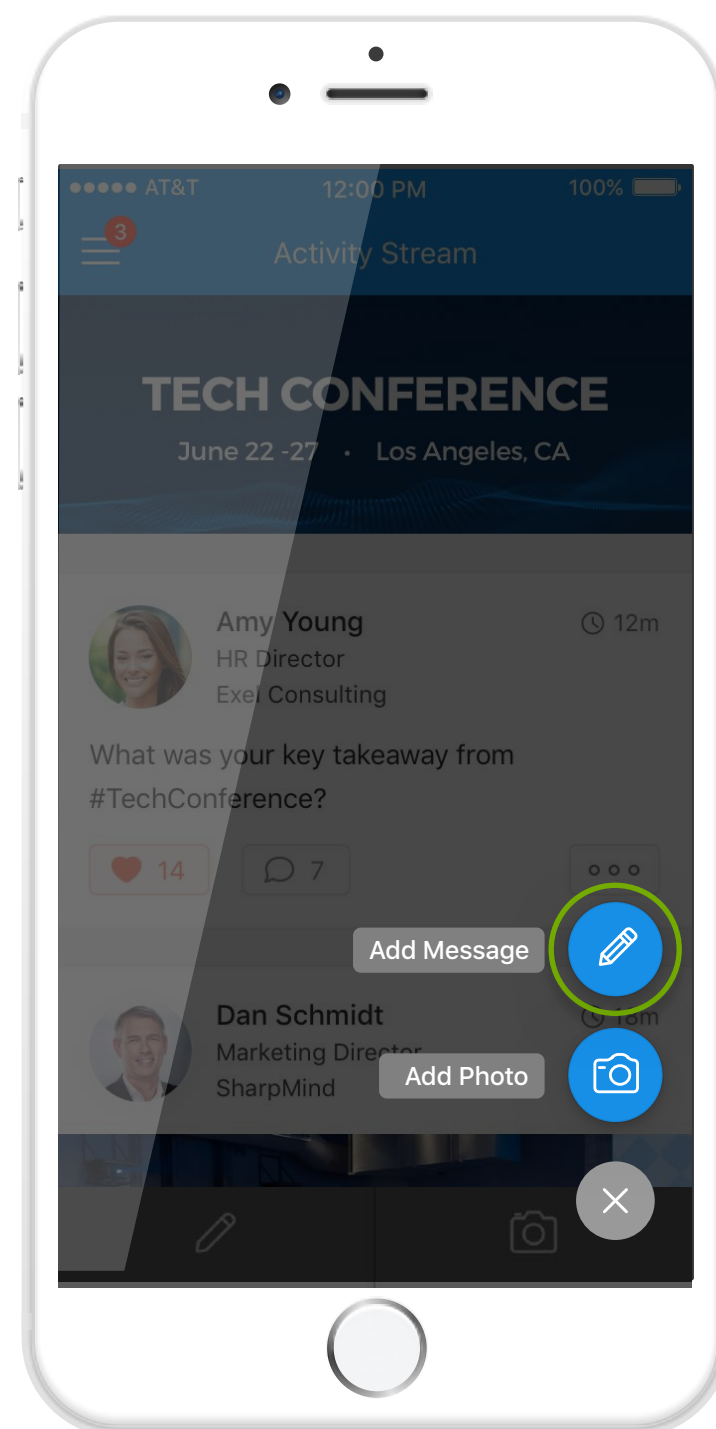 AT&T 12:00 PM 100%
3
Activity Stream
TECH CONFERENCE
June 22 -27 · Los Angeles, CA
Amy Young 12m
HR Director
Exel Consulting
What was your key takeaway from
#TechConference?
14 7
Add Message
Dan Schmidt 18m
Marketing Director
SharpMind
Add Photo